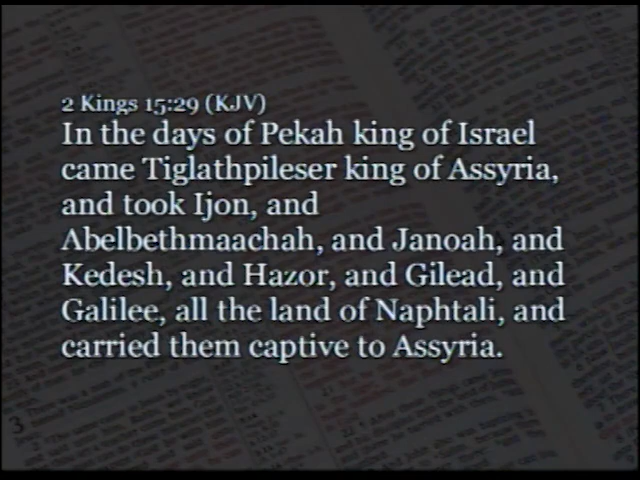 2 Kings 15:29 (KJV)
In the days of Pekah king of Israel
came Tiglathpileser king of Assyria,
and took Ijon, and
Abelbethmaachah, and Janoah, and
Kedesh, and Hazor, and Gilead, and
Galilee, all the land of Naphtali, and
carried them captive to Assyria.